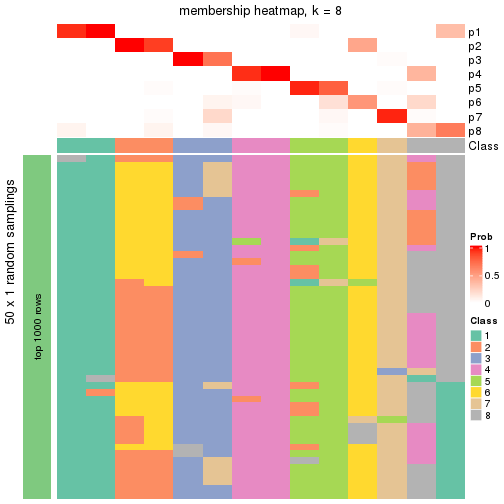 membership heatmap, k = 8
p1
p2
p3
p4
p5
p6
p7
p8
Class
50 x 1 random samplings
top 1000 rows
Prob
1
0.5
0
Class
1
2
3
4
5
6
7
8